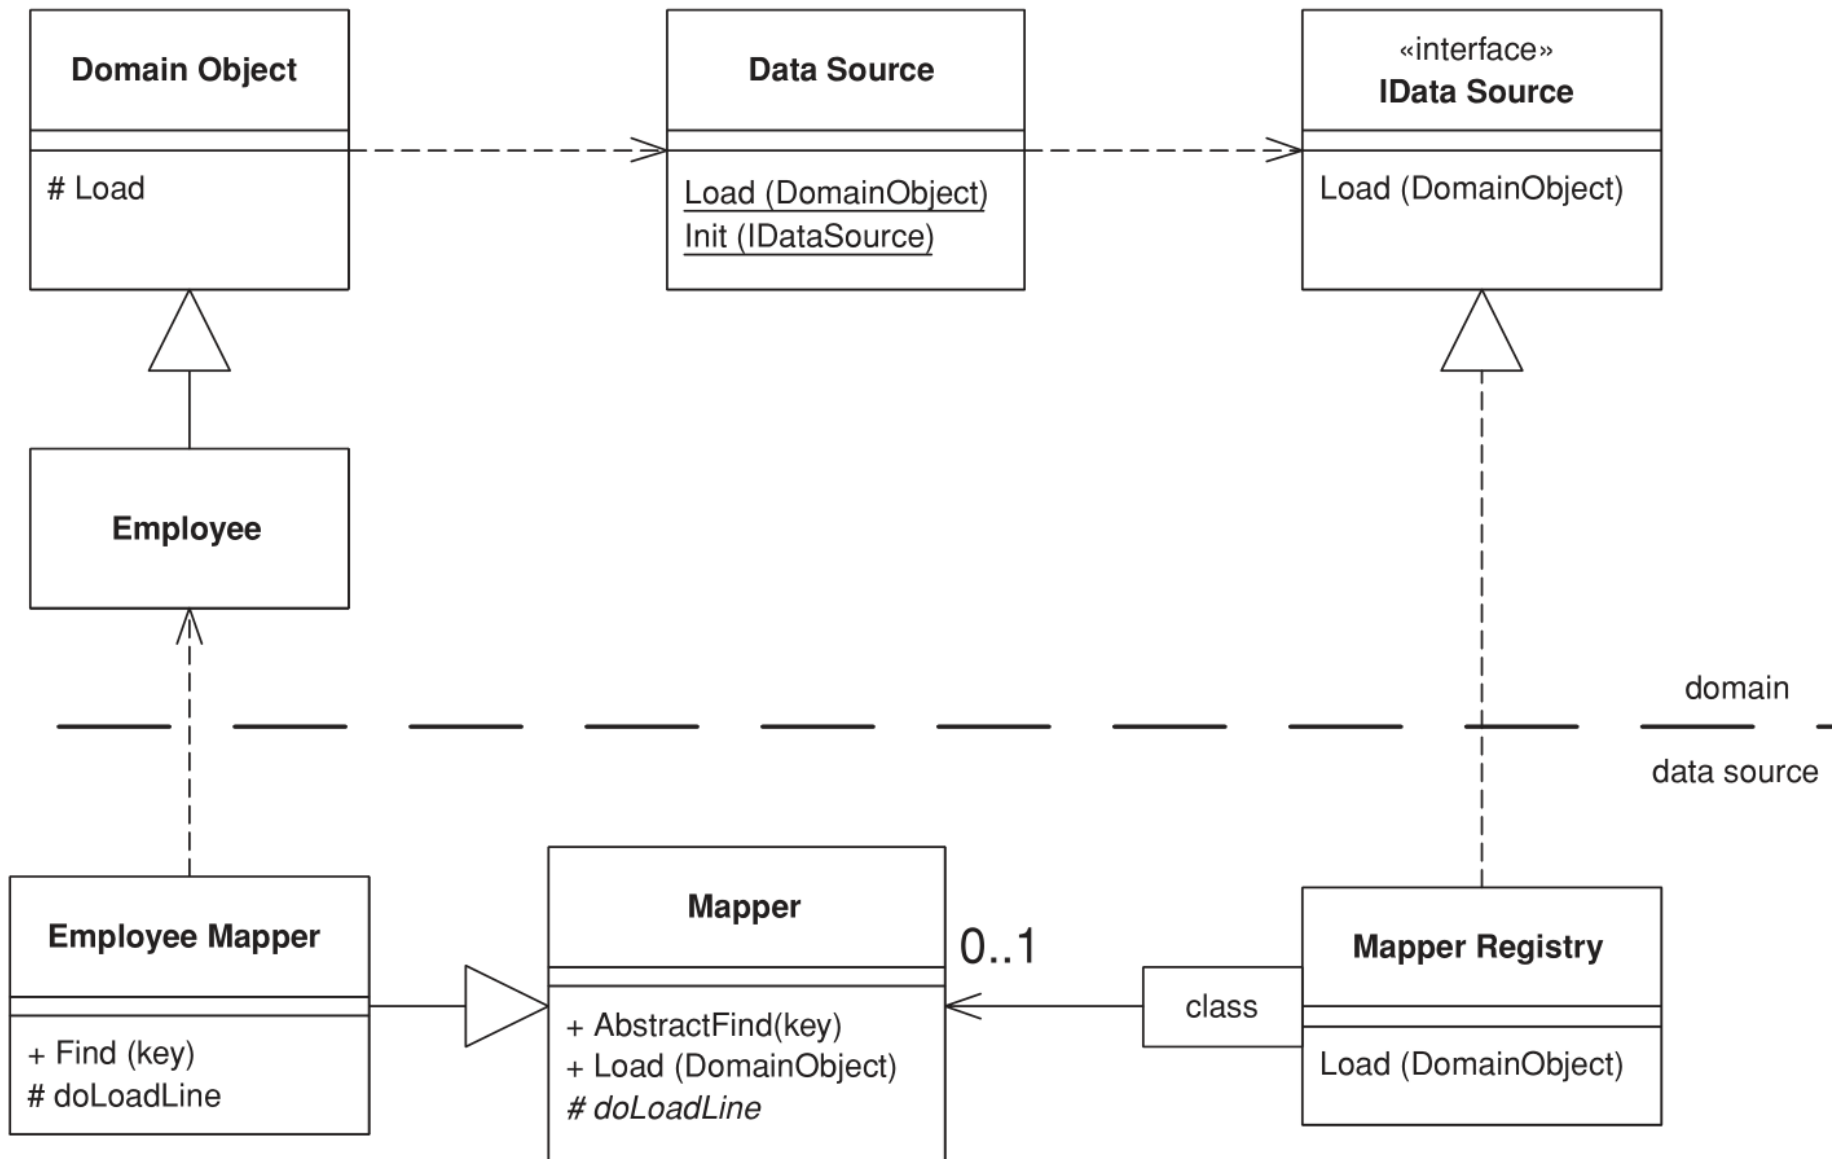 Domain Object
# Load
Data Source
Load (DomainObject)
Init (IDataSource)
«interface»
IData Source
Load (DomainObject)
Employee
domain
data source
Employee Mapper
+ Find (key)
# doLoadLine
Mapper
+ AbstractFind(key)
+ Load (DomainObject)
# doLoadLine
0..1
class
Mapper Registry
Load (DomainObject)